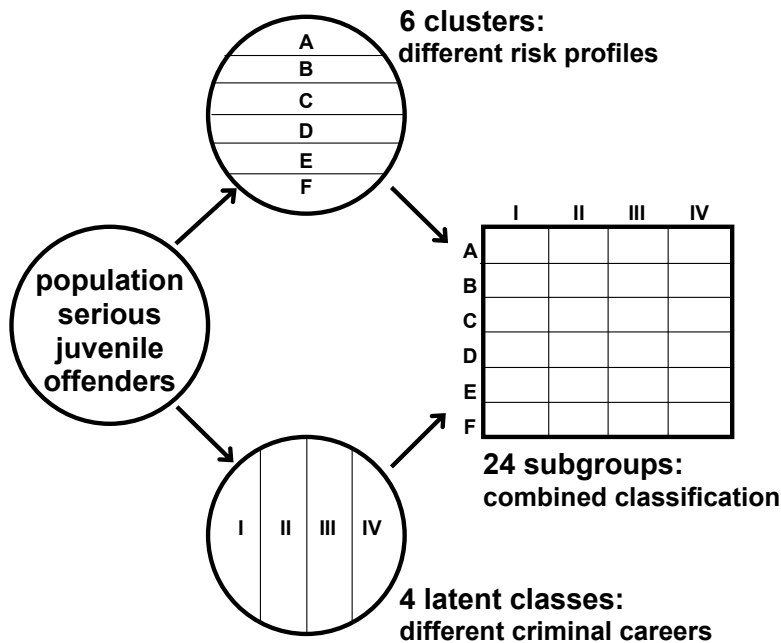 6 clusters:
different risk profiles
A
B
C
D
E
F
population
serious
juvenile
offenders
I II III IV
A
B
C
D
E
F
24 subgroups:
combined classification
I II III IV
4 latent classes:
different criminal careers